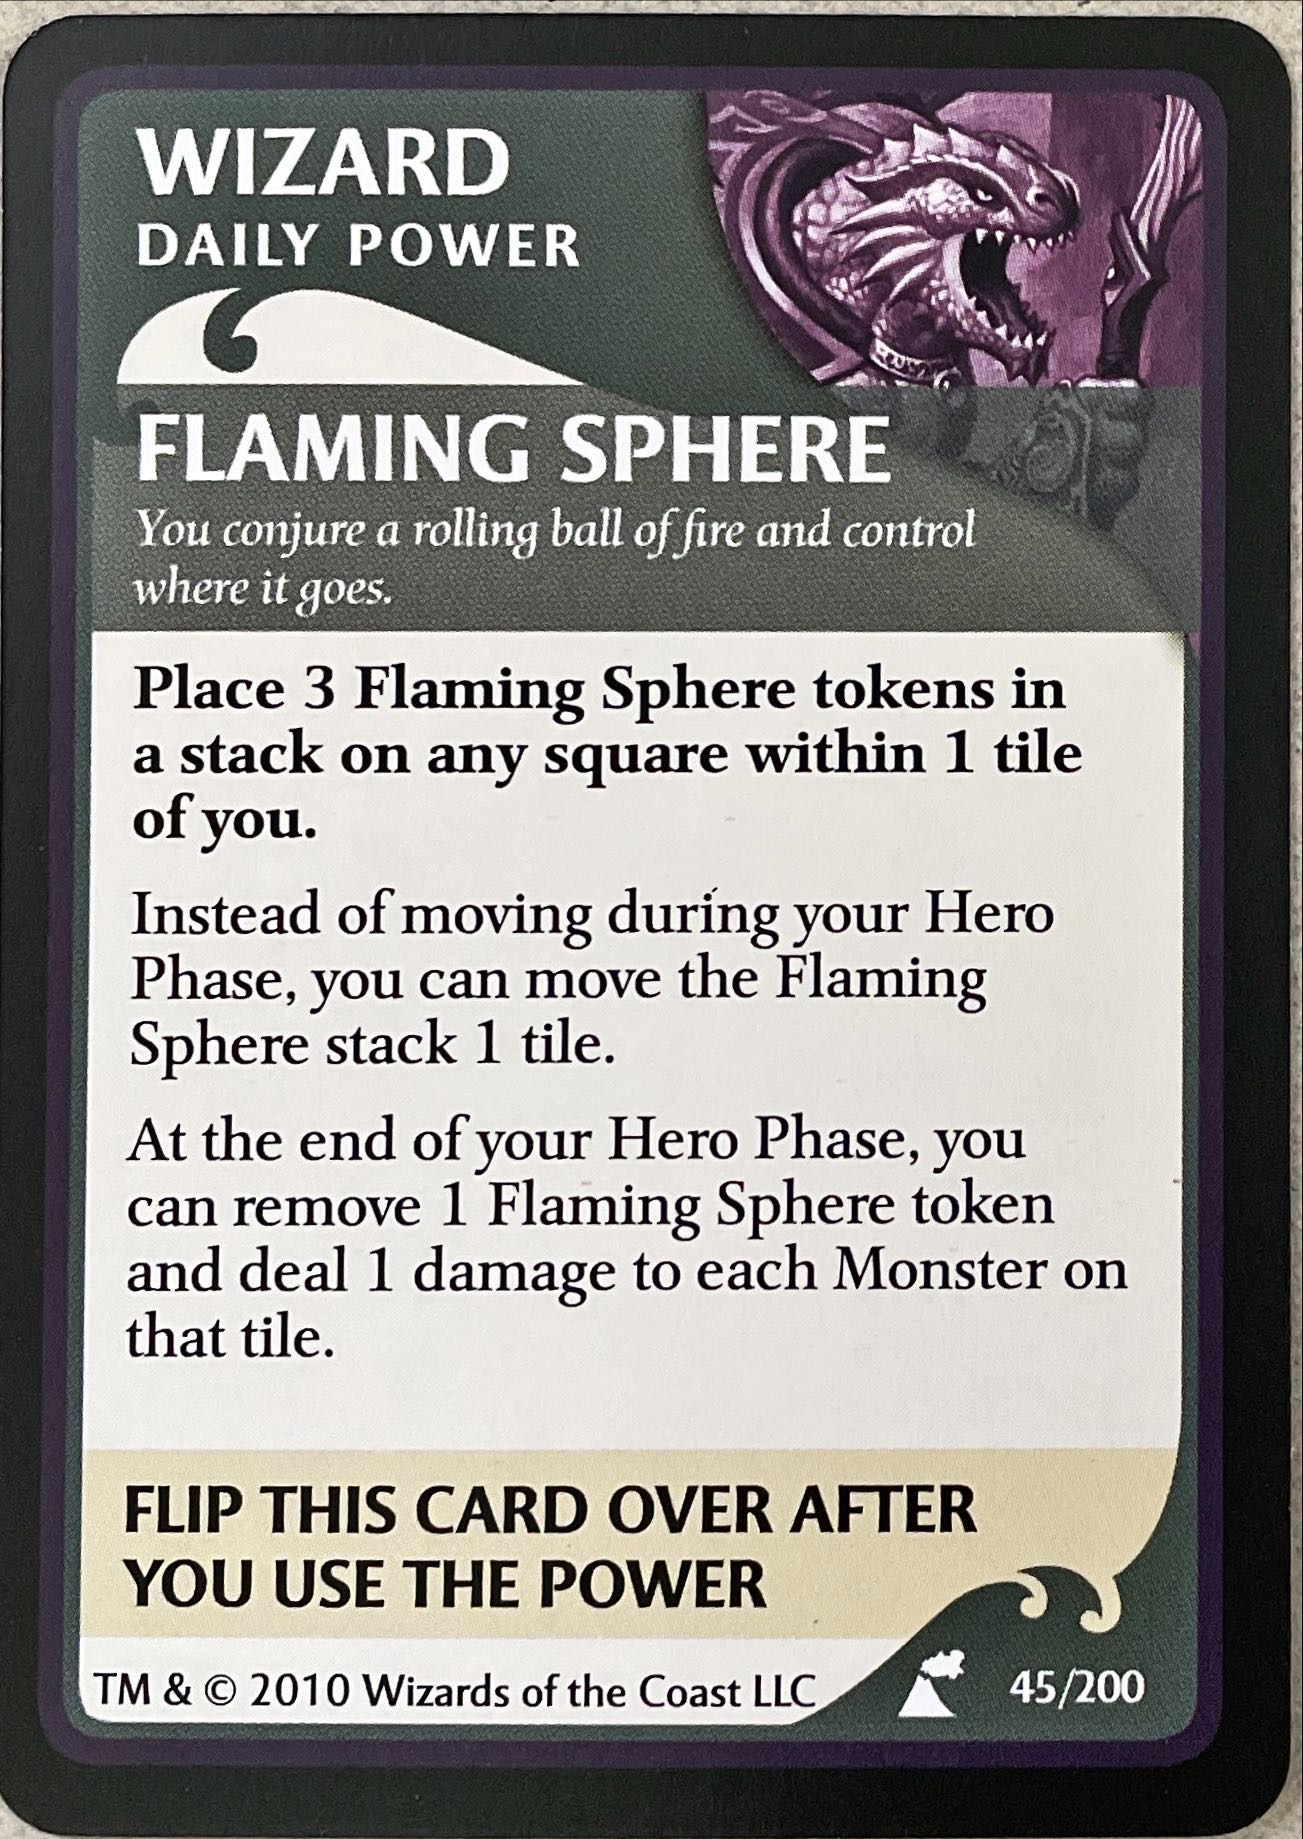 WIZARD
DAILY POWER
FLAMING SPHERE
You conjure a rolling ball of fire and control
where it goes.
Place 3 Flaming Sphere tokens in
a stack on any square within 1 tile
of you.
Instead of moving during your Hero
Phase, you can move the Flaming
Sphere stack 1 tile.
At the end of your Hero Phase, you
can remove 1 Flaming Sphere token
and deal 1 damage to each Monster on
that tile.
FLIP THIS CARD OVER AFTER
YOU USE THE POWER
TM & © 2010 Wizards of the Coast LLC
45/200